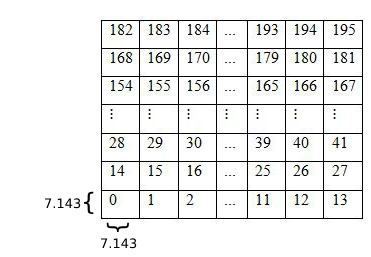 182 183 184 ... 193 194 195
168 169 170 ... 179 180 181
154 155 156 ... 165 166 167
⋮ ⋮ ⋮ ⋮ ⋮ ⋮ ⋮
28 29 30 ... 39 40 41
14 15 16 ... 25 26 27
7.143 { 0 1 2 ... 11 12 13
7.143